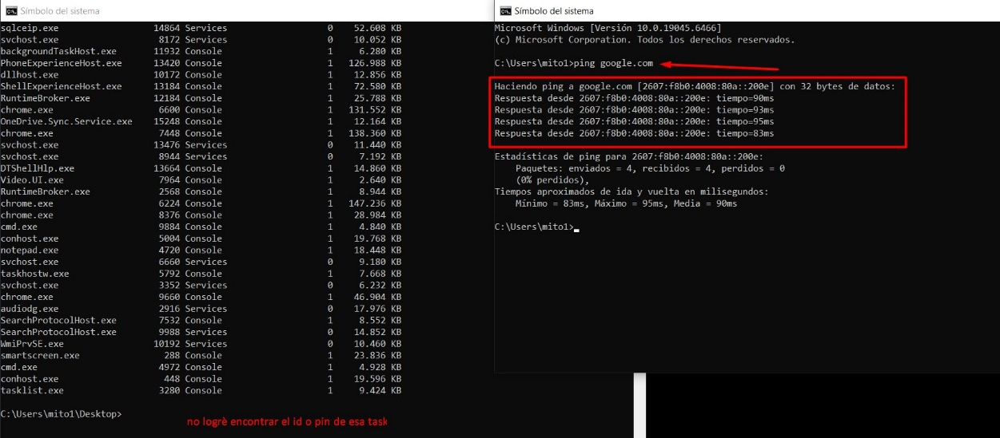 Símbolo del sistema
sqlceip.exe 14864 Services 0 52.608 KB
svchost.exe 8172 Services 0 10.052 KB
backgroundTaskHost.exe 11932 Console 1 6.280 KB
PhoneExperienceHost.exe 13420 Console 1 126.988 KB
dllhost.exe 10172 Console 1 12.856 KB
ShellExperienceHost.exe 13184 Console 1 72.580 KB
RuntimeBroker.exe 12184 Console 1 25.788 KB
chrome.exe 6600 Console 1 131.552 KB
OneDrive.Sync.Service.exe 15248 Console 1 12.164 KB
chrome.exe 7448 Console 1 138.360 KB
svchost.exe 13476 Services 0 11.440 KB
svchost.exe 8944 Services 0 7.192 KB
DTShellHlp.exe 13664 Console 1 14.860 KB
Video.UI.exe 7964 Console 1 2.640 KB
RuntimeBroker.exe 2568 Console 1 8.944 KB
chrome.exe 6224 Console 1 147.236 KB
chrome.exe 8376 Console 1 28.984 KB
cmd.exe 9884 Console 1 4.840 KB
conhost.exe 5004 Console 1 19.768 KB
notepad.exe 4720 Console 1 18.448 KB
svchost.exe 6660 Services 0 9.180 KB
taskhostw.exe 5792 Console 1 7.668 KB
svchost.exe 3352 Services 0 6.232 KB
chrome.exe 9660 Console 1 46.904 KB
audiodg.exe 2916 Services 0 17.976 KB
SearchProtocolHost.exe 7532 Console 1 8.552 KB
SearchProtocolHost.exe 9988 Services 0 14.852 KB
WmiPrvSE.exe 10192 Services 0 10.460 KB
smartscreen.exe 288 Console 1 23.836 KB
cmd.exe 4972 Console 1 4.928 KB
conhost.exe 448 Console 1 19.596 KB
tasklist.exe 3280 Console 1 9.424 KB
C:\Users\mito1\Desktop>
no logrè encontrar el id o pin de esa task
Símbolo del sistema
Microsoft Windows [Versión 10.0.19045.6466]
(c) Microsoft Corporation. Todos los derechos reservados.
C:\Users\mito1>ping google.com
Haciendo ping a google.com [2607:f8b0:4008:80a::200e] con 32 bytes de datos:
Respuesta desde 2607:f8b0:4008:80a::200e: tiempo=90ms
Respuesta desde 2607:f8b0:4008:80a::200e: tiempo=93ms
Respuesta desde 2607:f8b0:4008:80a::200e: tiempo=95ms
Respuesta desde 2607:f8b0:4008:80a::200e: tiempo=83ms
Estadísticas de ping para 2607:f8b0:4008:80a::200e:
Paquetes: enviados = 4, recibidos = 4, perdidos = 0
(0% perdidos),
Tiempos aproximados de ida y vuelta en milisegundos:
Mínimo = 83ms, Máximo = 95ms, Media = 90ms
C:\Users\mito1>